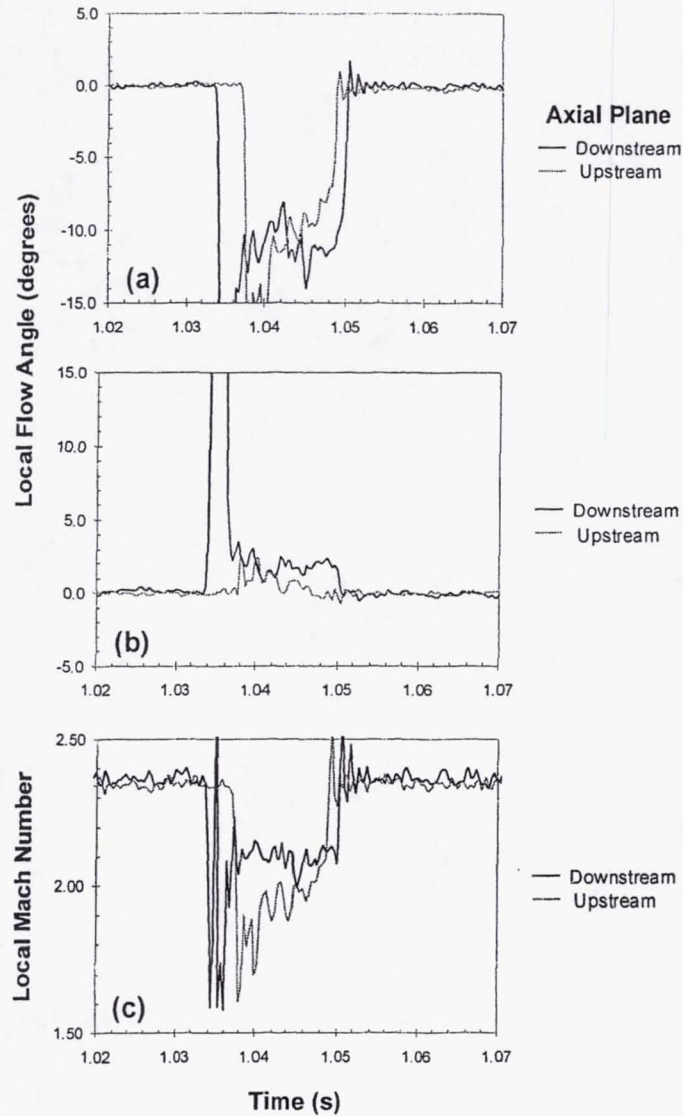 5.0
0.0
-5.0
-10.0
-15.0
(a)
1.02 1.03 1.04 1.05 1.06 1.07
Axial Plane
Downstream
Upstream
Local Flow Angle (degrees)
15.0
10.0
5.0
0.0
-5.0
(b)
1.02 1.03 1.04 1.05 1.06 1.07
Downstream
Upstream
2.50
2.00
1.50
(c)
1.02 1.03 1.04 1.05 1.06 1.07
Downstream
Upstream
Local Mach Number
Time (s)